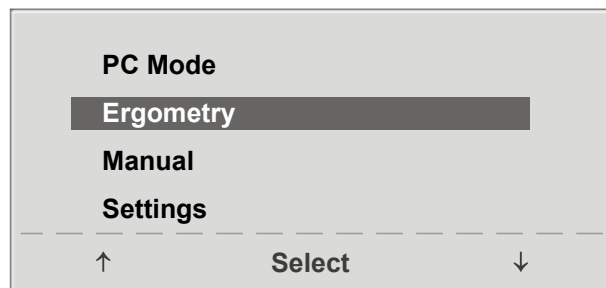 PC Mode
Ergometry
Manual
Settings
↑ Select ↓